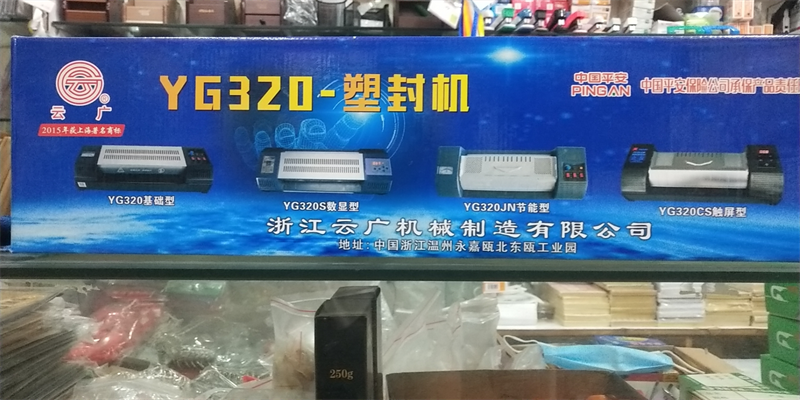 云
®
云广
2015年获上海著名商标
YG320-塑封机
中国平安
PINGAN
中国平安保险公司承保产品责任
YG320基础型
YG320S数显型
YG320JN节能型
YG320CS触屏型
浙江云广机械制造有限公司
地址:中国浙江温州永嘉瓯北东瓯工业园
250g